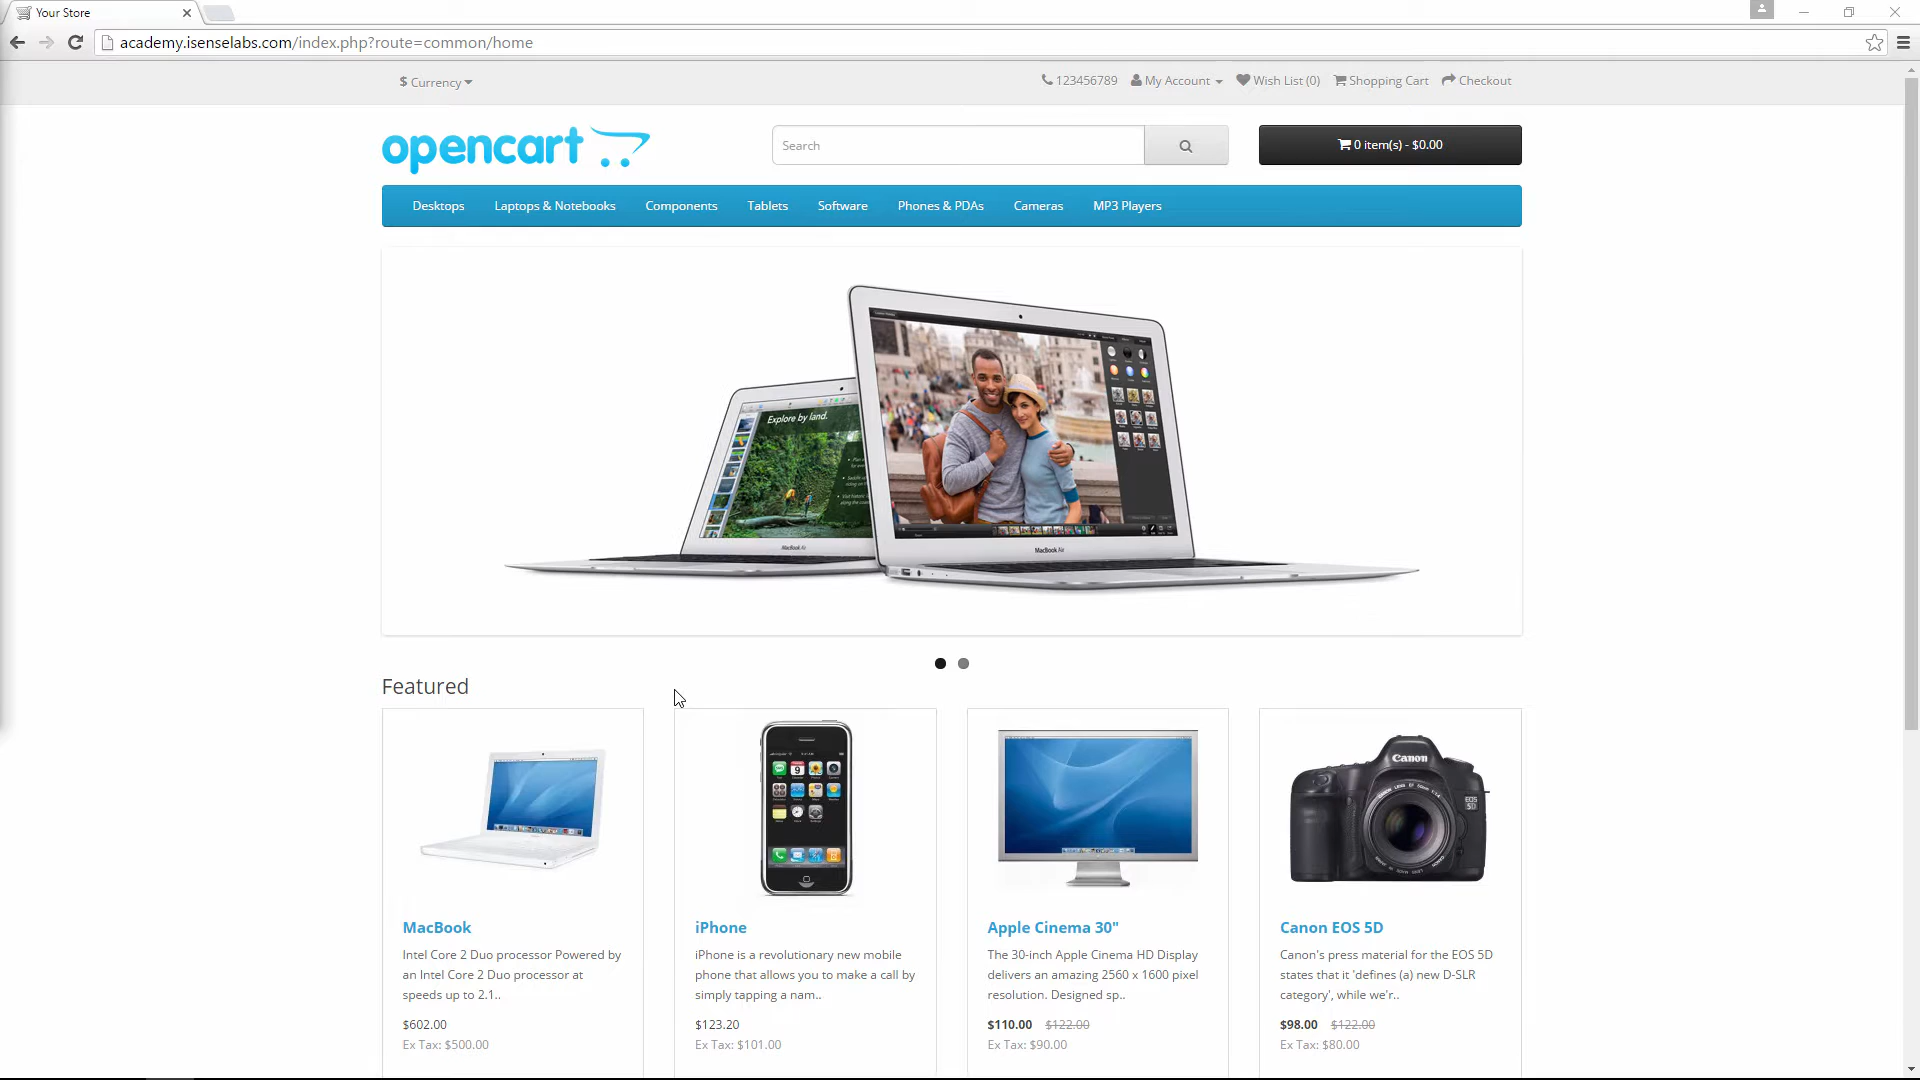 Your Store
academy.isenselabs.com/index.php?route=common/home
$ Currency
123456789 My Account Wish List (0) Shopping Cart Checkout
opencart
Search
0 item(s) - $0.00
Desktops Laptops & Notebooks Components Tablets Software Phones & PDAs Cameras MP3 Players
Explore by land.
MacBook Air
MacBook Air
Featured
Canon
EOS
5D
MacBook
Intel Core 2 Duo processor Powered by
an Intel Core 2 Duo processor at
speeds up to 2.1..
$602.00
Ex Tax: $500.00
iPhone
iPhone is a revolutionary new mobile
phone that allows you to make a call by
simply tapping a nam..
$123.20
Ex Tax: $101.00
Apple Cinema 30"
The 30-inch Apple Cinema HD Display
delivers an amazing 2560 x 1600 pixel
resolution. Designed sp..
$110.00 $122.00
Ex Tax: $90.00
Canon EOS 5D
Canon's press material for the EOS 5D
states that it 'defines (a) new D-SLR
category', while we'r..
$98.00 $122.00
Ex Tax: $80.00